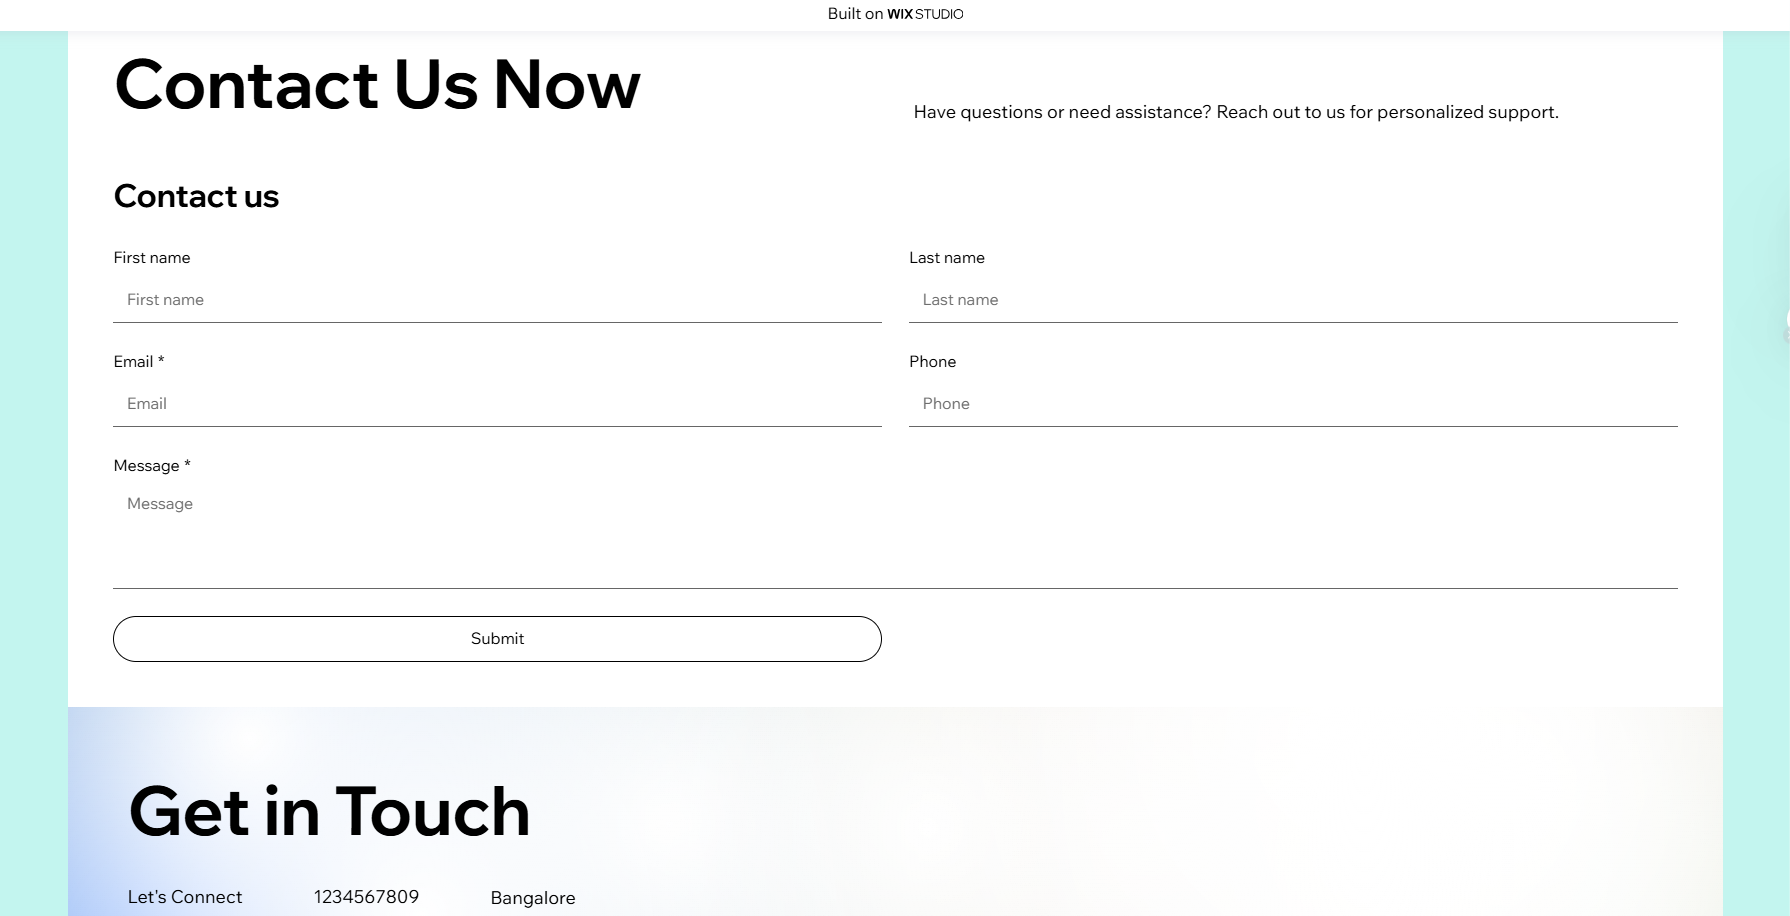 Built on WIX STUDIO
Contact Us Now
Have questions or need assistance? Reach out to us for personalized support.
Contact us
First name
Last name
First name
Last name
Email *
Phone
Email
Phone
Message *
Message
Submit
Get in Touch
Let's Connect
1234567809
Bangalore